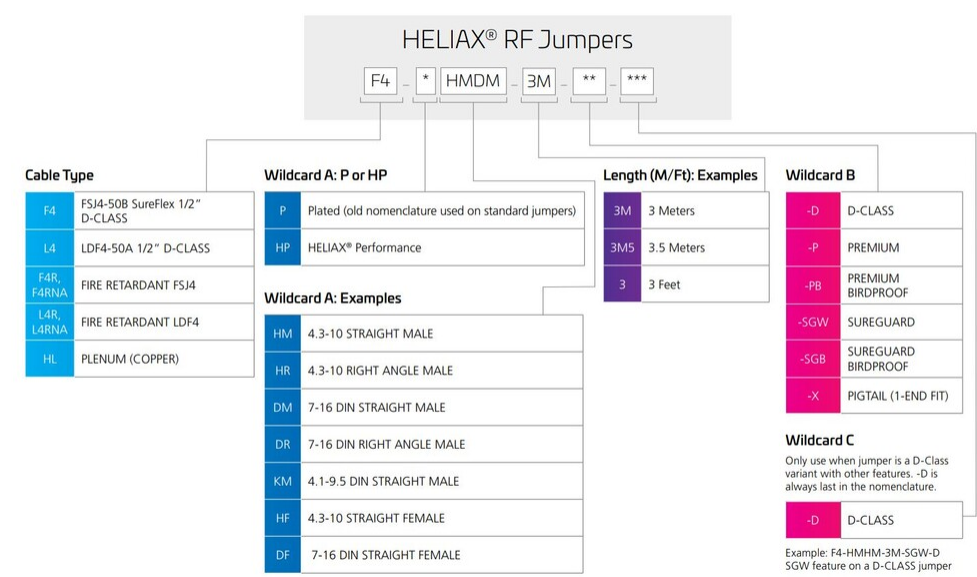 HELIAX® RF Jumpers
F4 - * HMDM - 3M - ** - ***
Cable Type
F4
FSJ4-50B SureFlex 1/2”
D-CLASS
L4
LDF4-50A 1/2” D-CLASS
F4R,
F4RNA
FIRE RETARDANT FSJ4
L4R,
L4RNA
FIRE RETARDANT LDF4
HL
PLENUM (COPPER)
Wildcard A: P or HP
P
Plated (old nomenclature used on standard jumpers)
HP
HELIAX® Performance
Wildcard A: Examples
HM
4.3-10 STRAIGHT MALE
HR
4.3-10 RIGHT ANGLE MALE
DM
7-16 DIN STRAIGHT MALE
DR
7-16 DIN RIGHT ANGLE MALE
KM
4.1-9.5 DIN STRAIGHT MALE
HF
4.3-10 STRAIGHT FEMALE
DF
7-16 DIN STRAIGHT FEMALE
Length (M/Ft): Examples
3M
3 Meters
3M5
3.5 Meters
3
3 Feet
Wildcard B
-D
D-CLASS
-P
PREMIUM
-PB
PREMIUM
BIRDPROOF
-SGW
SUREGUARD
-SGB
SUREGUARD
BIRDPROOF
-X
PIGTAIL (1-END FIT)
Wildcard C
Only use when jumper is a D-Class
variant with other features. -D is
always last in the nomenclature.
-D
D-CLASS
Example: F4-HMHM-3M-SGW-D
SGW feature on a D-CLASS jumper